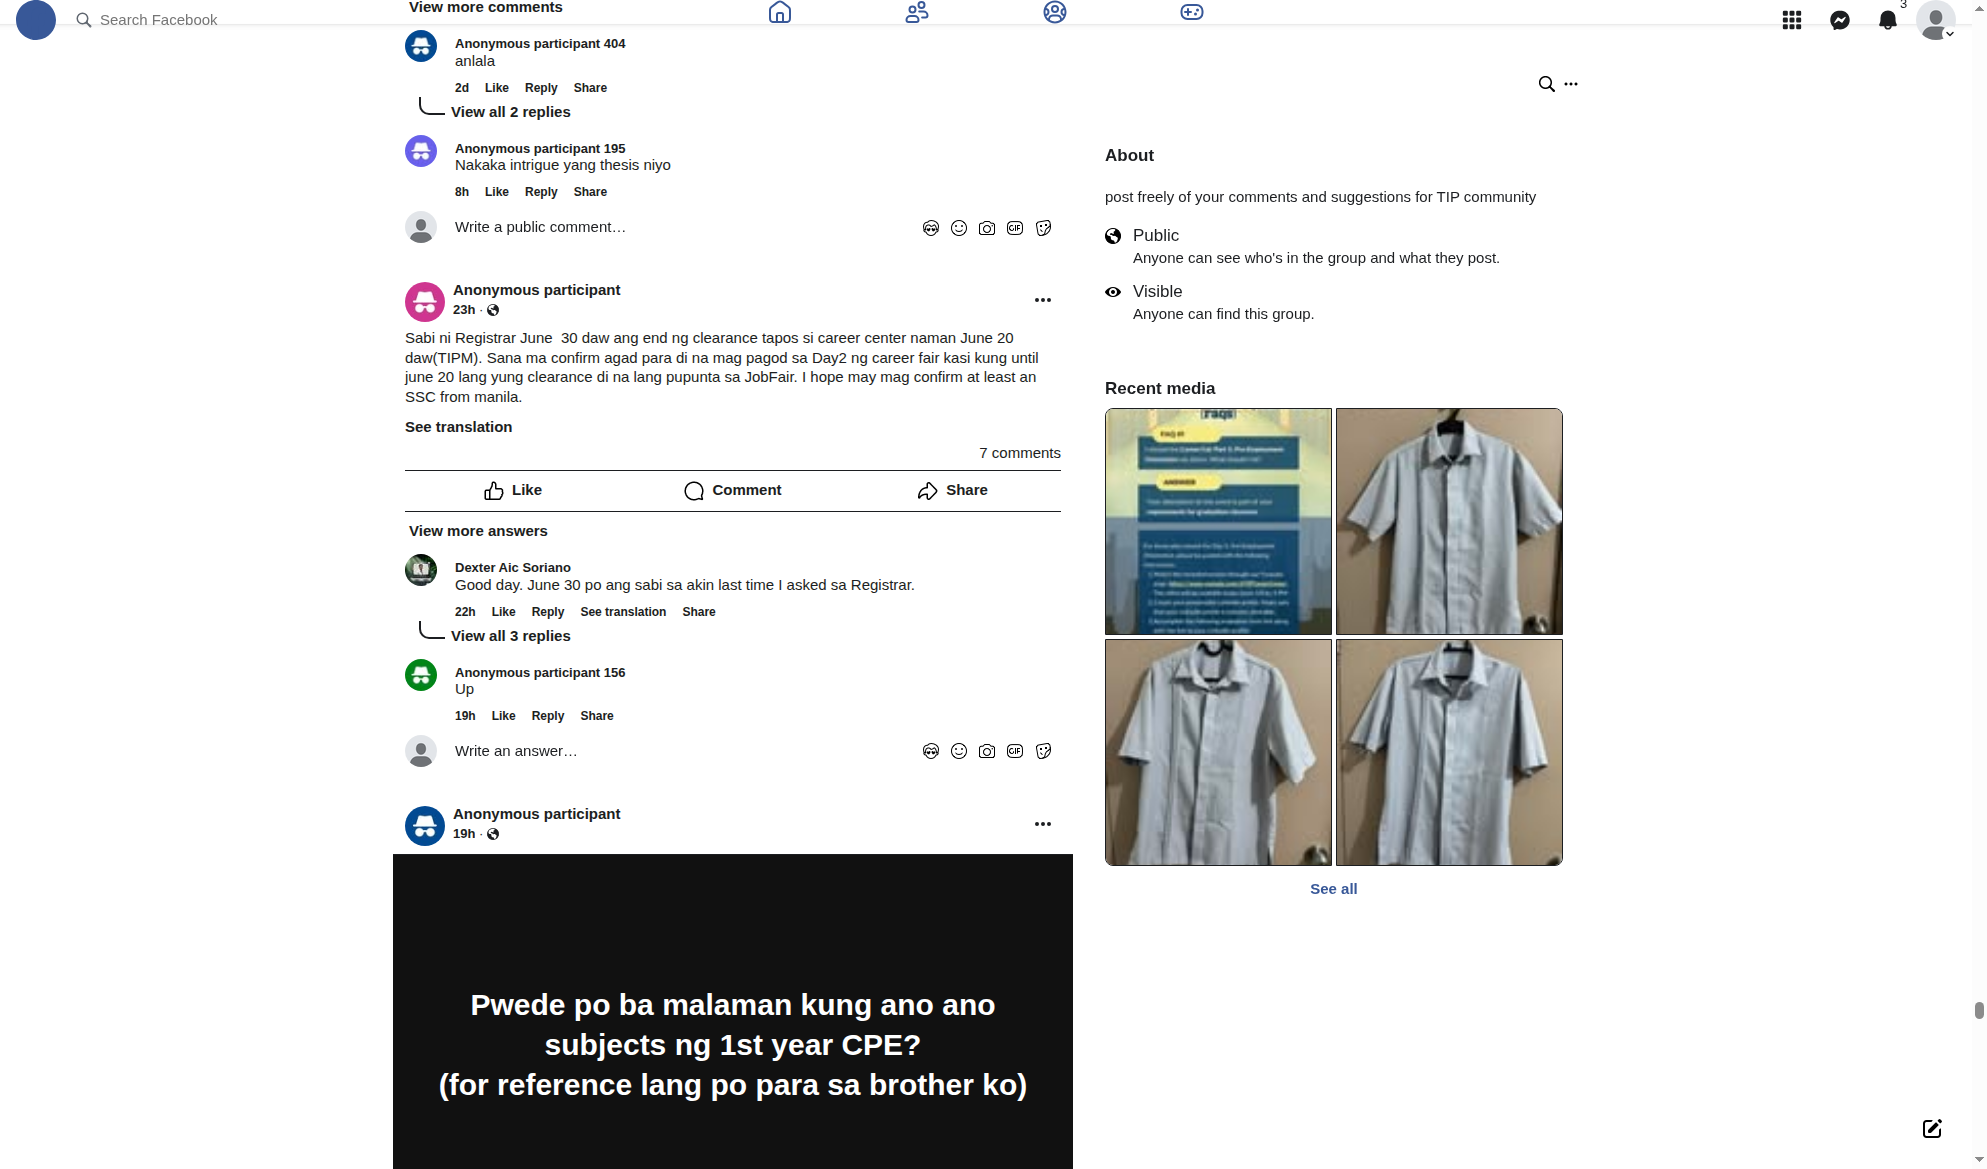 Search Facebook
3
View more comments
Anonymous participant 404
anlala
2d Like Reply Share
View all 2 replies
Anonymous participant 195
Nakaka intrigue yang thesis niyo
8h Like Reply Share
Write a public comment…
GIF
Anonymous participant
23h ·
Sabi ni Registrar June  30 daw ang end ng clearance tapos si career center naman June 20
daw(TIPM). Sana ma confirm agad para di na mag pagod sa Day2 ng career fair kasi kung until
june 20 lang yung clearance di na lang pupunta sa JobFair. I hope may mag confirm at least an
SSC from manila.
See translation
7 comments
Like Comment Share
View more answers
Dexter Aic Soriano
Good day. June 30 po ang sabi sa akin last time I asked sa Registrar.
22h Like Reply See translation Share
View all 3 replies
Anonymous participant 156
Up
19h Like Reply Share
Write an answer…
GIF
Anonymous participant
19h ·
Pwede po ba malaman kung ano ano
subjects ng 1st year CPE?
(for reference lang po para sa brother ko)
About
post freely of your comments and suggestions for TIP community
Public
Anyone can see who's in the group and what they post.
Visible
Anyone can find this group.
Recent media
FAQs
FAQ #1
ANSWER
See all